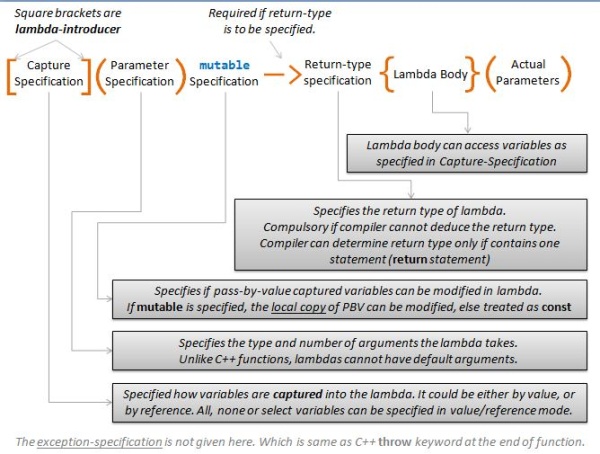 Square brackets are
lambda-introducer
Required if return-type
is to be specified.
[ Capture Specification ] ( Parameter Specification ) mutable Specification —> Return-type specification { Lambda Body } ( Actual Parameters )
Lambda body can access variables as
specified in Capture-Specification
Specifies the return type of lambda.
Compulsory if compiler cannot deduce the return type.
Compiler can determine return type only if contains one
statement (return statement)
Specifies if pass-by-value captured variables can be modified in lambda.
If mutable is specified, the local copy of PBV can be modified, else treated as const
Specifies the type and number of arguments the lambda takes.
Unlike C++ functions, lambdas cannot have default arguments.
Specified how variables are captured into the lambda. It could be either by value, or
by reference. All, none or select variables can be specified in value/reference mode.
The exception-specification is not given here. Which is same as C++ throw keyword at the end of function.